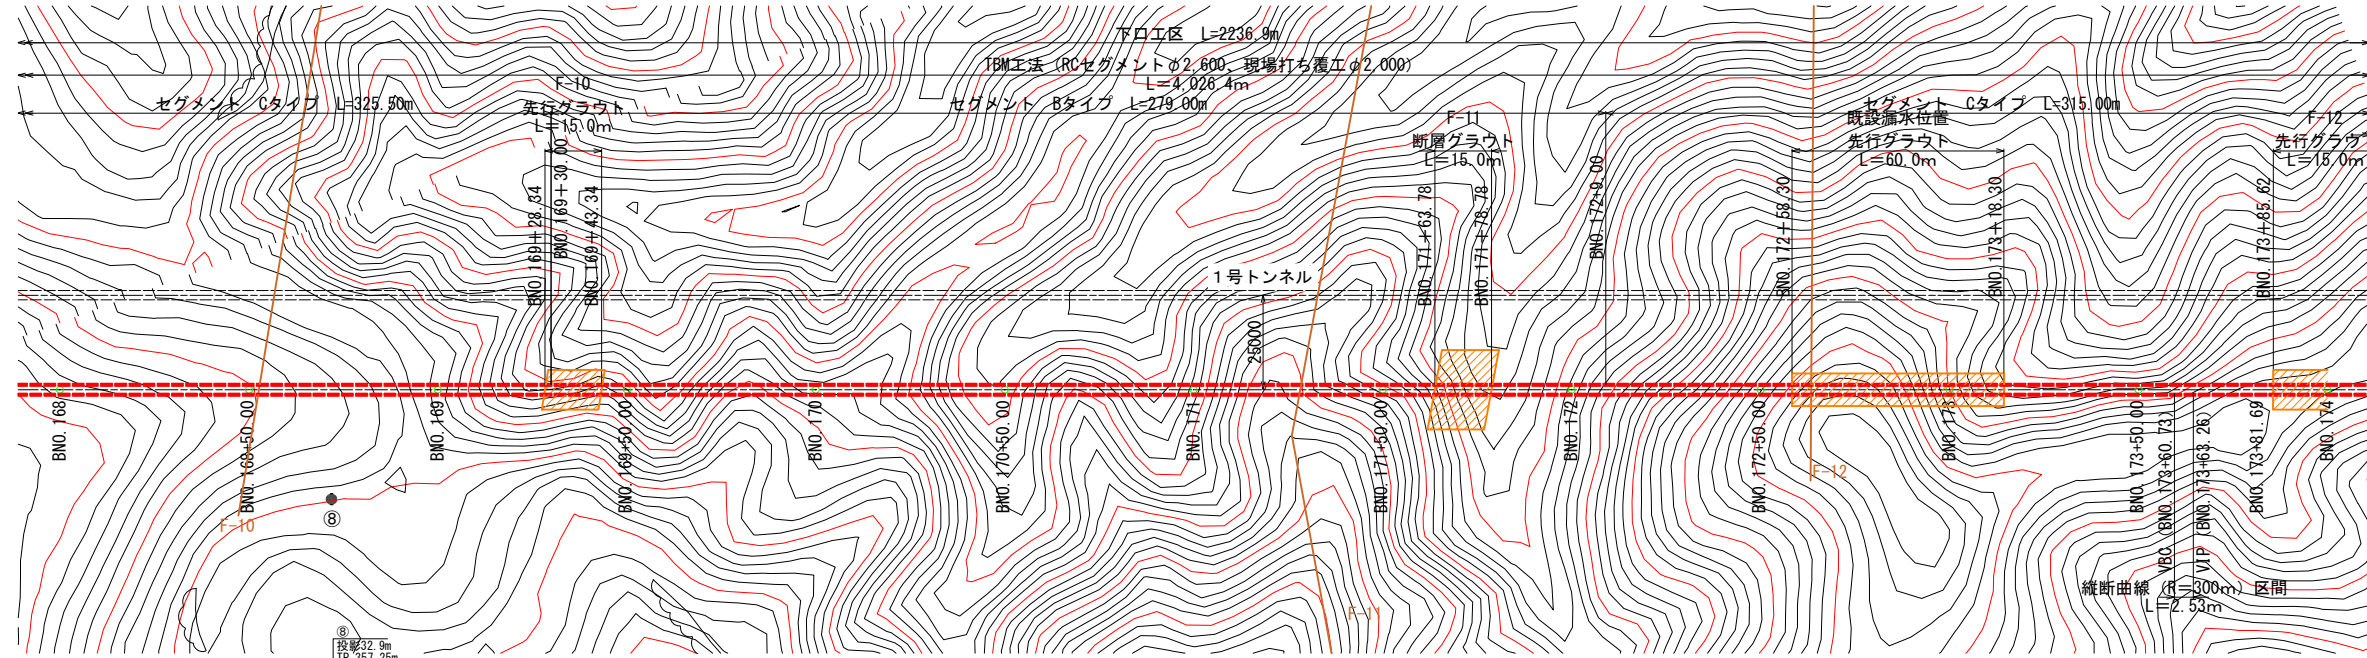 下口工区 L=2236.9m
TBM工法 (RCセグメントφ2,600、現場打ち覆工φ2,000)
L=4,026.4m
セグメント Cタイプ L=325.50m
セグメント Bタイプ L=279.00m
セグメント Cタイプ L=315.00m
F-10
先行グラウト
L=15.0m
F-11
断層グラウト
L=15.0m
既設漏水位置
先行グラウト
L=60.0m
F-12
先行グラウ
L=15.0m
BNO.169+28.34
BNO.169+30.00
BNO.169+43.34
BNO.171+63.78
BNO.171+78.78
BNO.172+9.00
BNO.172+58.30
BNO.173+18.30
BNO.173+85.62
1号トンネル
25000
BNO.168
BNO.168+50.00
BNO.169
BNO.169+50.00
BNO.170
BNO.170+50.00
BNO.171
BNO.171+50.00
BNO.172
BNO.172+50.00
BNO.173
BNO.173+50.00
VBC (BNO.173+60.73)
VIP (BNO.173+63.26)
BNO.173+81.69
BNO.174
F-10
F-11
F-12
⑧
縦断曲線 (R=300m) 区間
L=2.53m
⑧
投影32.9m
TP.357.25m